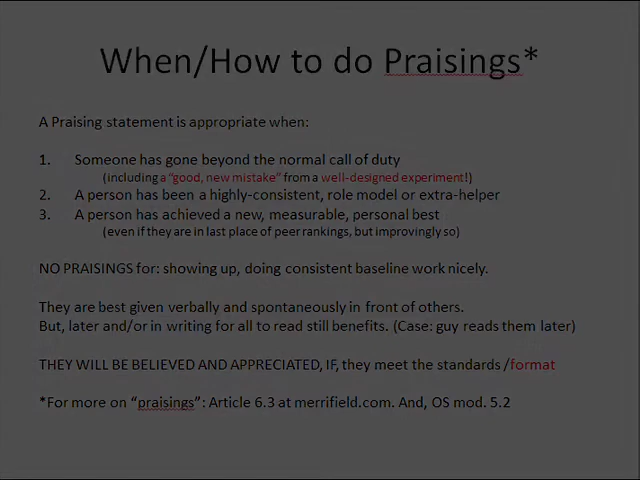 When/How to do Praisings*
A Praising statement is appropriate when:
1. Someone has gone beyond the normal call of duty
(including a "good, new mistake" from a well-designed experiment!)
2. A person has been a highly-consistent, role model or extra-helper
3. A person has achieved a new, measurable, personal best
(even if they are in last place of peer rankings, but improvingly so)
NO PRAISINGS for: showing up, doing consistent baseline work nicely.
They are best given verbally and spontaneously in front of others.
But, later and/or in writing for all to read still benefits. (Case: guy reads them later)
THEY WILL BE BELIEVED AND APPRECIATED, IF, they meet the standards /format
*For more on "praisings": Article 6.3 at merrifield.com. And, OS mod. 5.2